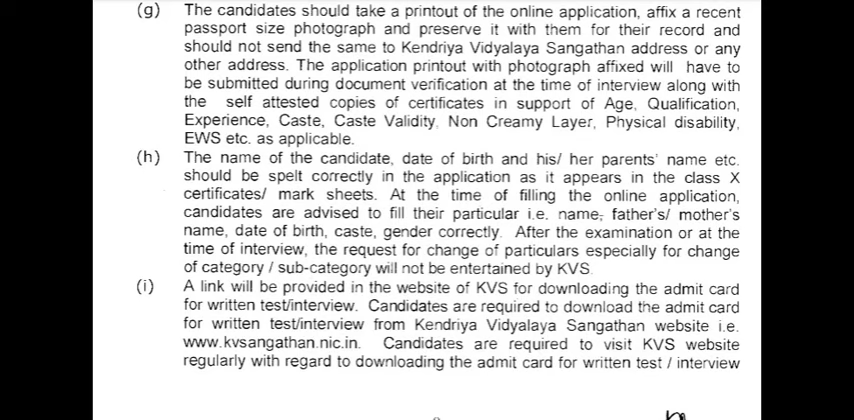 (g) The candidates should take a printout of the online application, affix a recent
passport size photograph and preserve it with them for their record and
should not send the same to Kendriya Vidyalaya Sangathan address or any
other address. The application printout with photograph affixed will have to
be submitted during document verification at the time of interview along with
the self attested copies of certificates in support of Age, Qualification,
Experience, Caste, Caste Validity, Non Creamy Layer, Physical disability,
EWS etc. as applicable.
(h) The name of the candidate, date of birth and his/ her parents' name etc.
should be spelt correctly in the application as it appears in the class X
certificates/ mark sheets. At the time of filling the online application,
candidates are advised to fill their particular i.e. name, father's/ mother's
name, date of birth, caste, gender correctly. After the examination or at the
time of interview, the request for change of particulars especially for change
of category / sub-category will not be entertained by KVS.
(i) A link will be provided in the website of KVS for downloading the admit card
for written test/interview. Candidates are required to download the admit card
for written test/interview from Kendriya Vidyalaya Sangathan website i.e.
www.kvsangathan.nic.in. Candidates are required to visit KVS website
regularly with regard to downloading the admit card for written test / interview